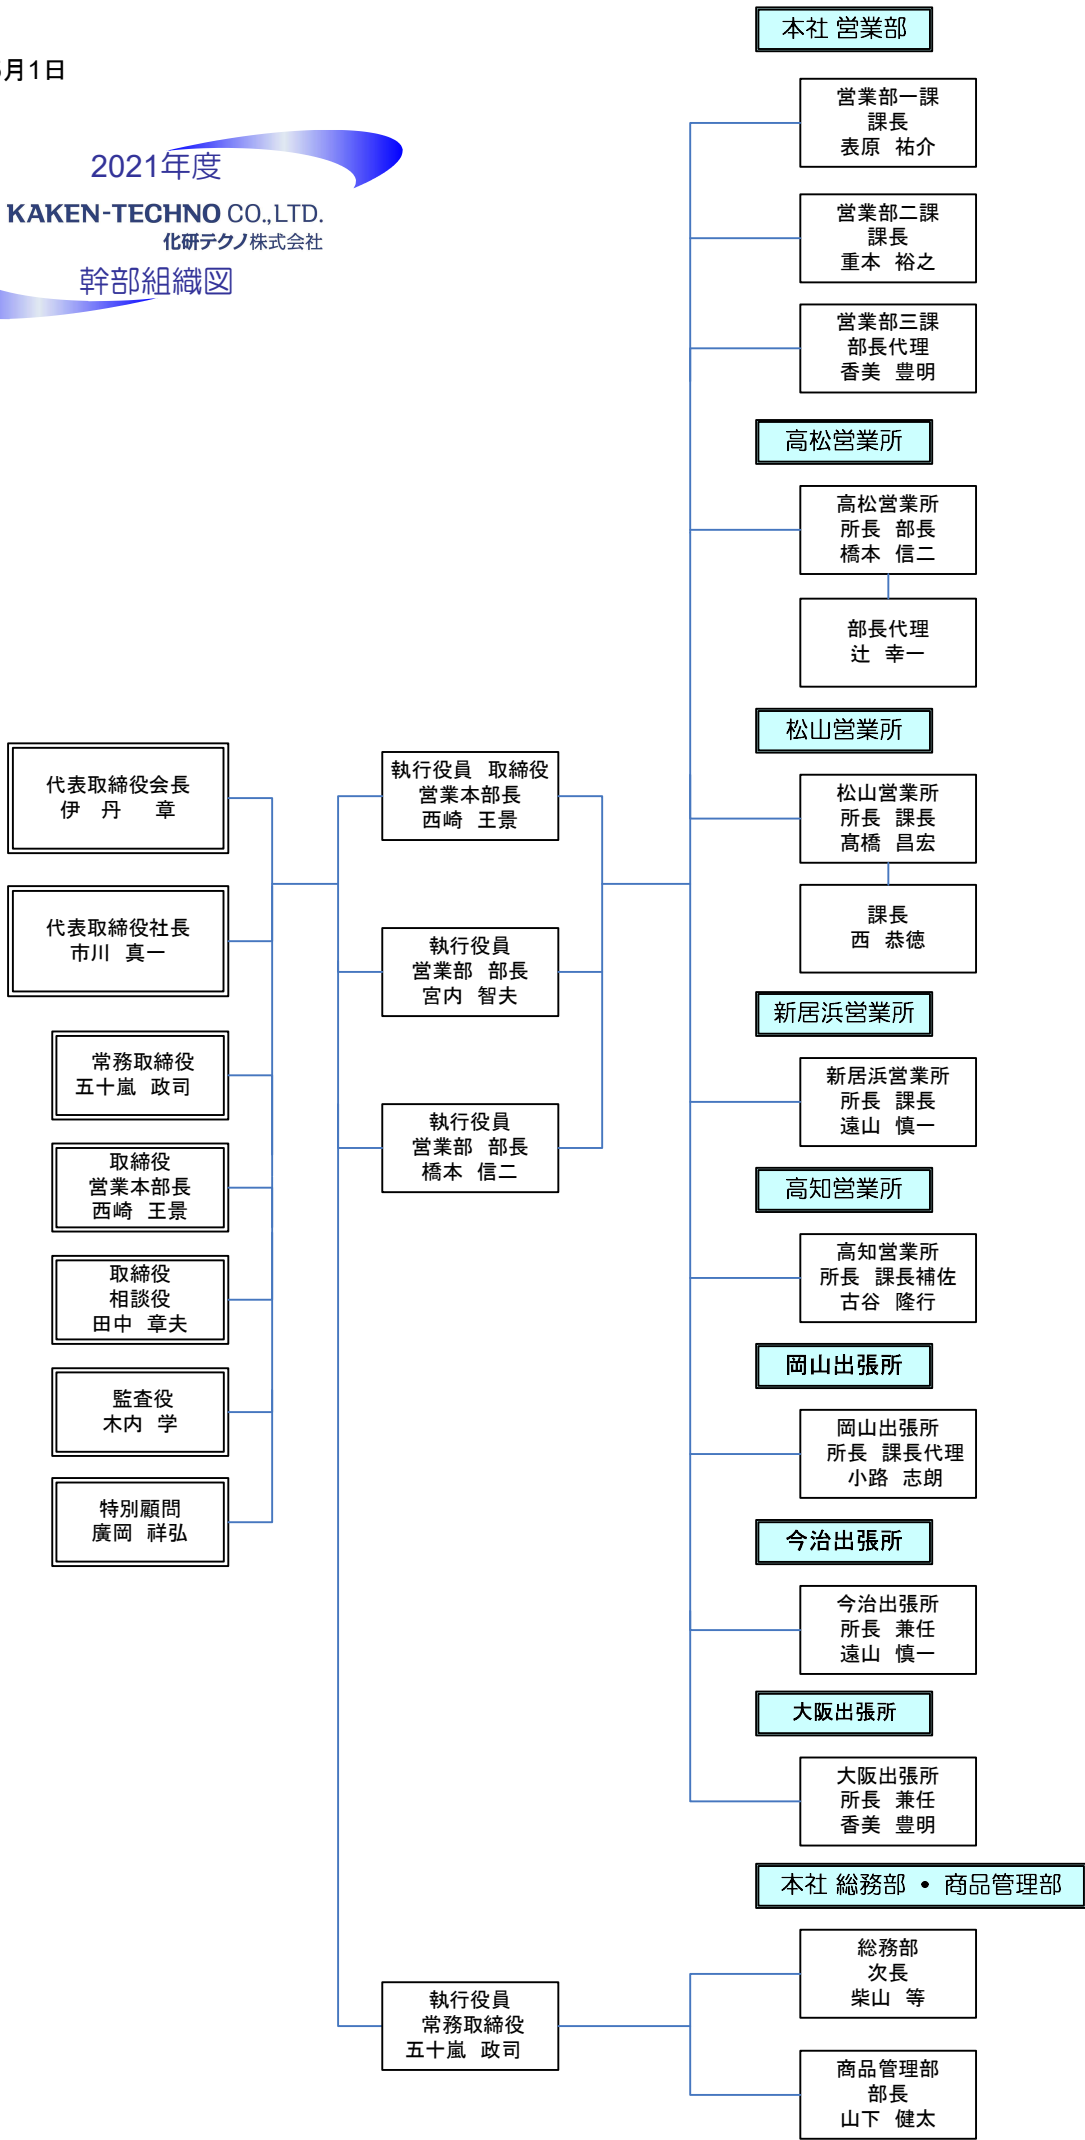 月1日
2021年度
KAKEN-TECHNO CO.,LTD.
化研テクノ株式会社
幹部組織図
代表取締役会長
伊 丹 章
代表取締役社長
市川 真一
常務取締役
五十嵐 政司
取締役
営業本部長
西崎 王景
取締役
相談役
田中 章夫
監査役
木内 学
特別顧問
廣岡 祥弘
執行役員 取締役
営業本部長
西崎 王景
執行役員
営業部 部長
宮内 智夫
執行役員
営業部 部長
橋本 信二
執行役員
常務取締役
五十嵐 政司
本社 営業部
営業部一課
課長
表原 祐介
営業部二課
課長
重本 裕之
営業部三課
部長代理
香美 豊明
高松営業所
高松営業所
所長 部長
橋本 信二
部長代理
辻 幸一
松山営業所
松山営業所
所長 課長
髙橋 昌宏
課長
西 恭徳
新居浜営業所
新居浜営業所
所長 課長
遠山 慎一
高知営業所
高知営業所
所長 課長補佐
古谷 隆行
岡山出張所
岡山出張所
所長 課長代理
小路 志朗
今治出張所
今治出張所
所長 兼任
遠山 慎一
大阪出張所
大阪出張所
所長 兼任
香美 豊明
本社 総務部 • 商品管理部
総務部
次長
柴山 等
商品管理部
部長
山下 健太